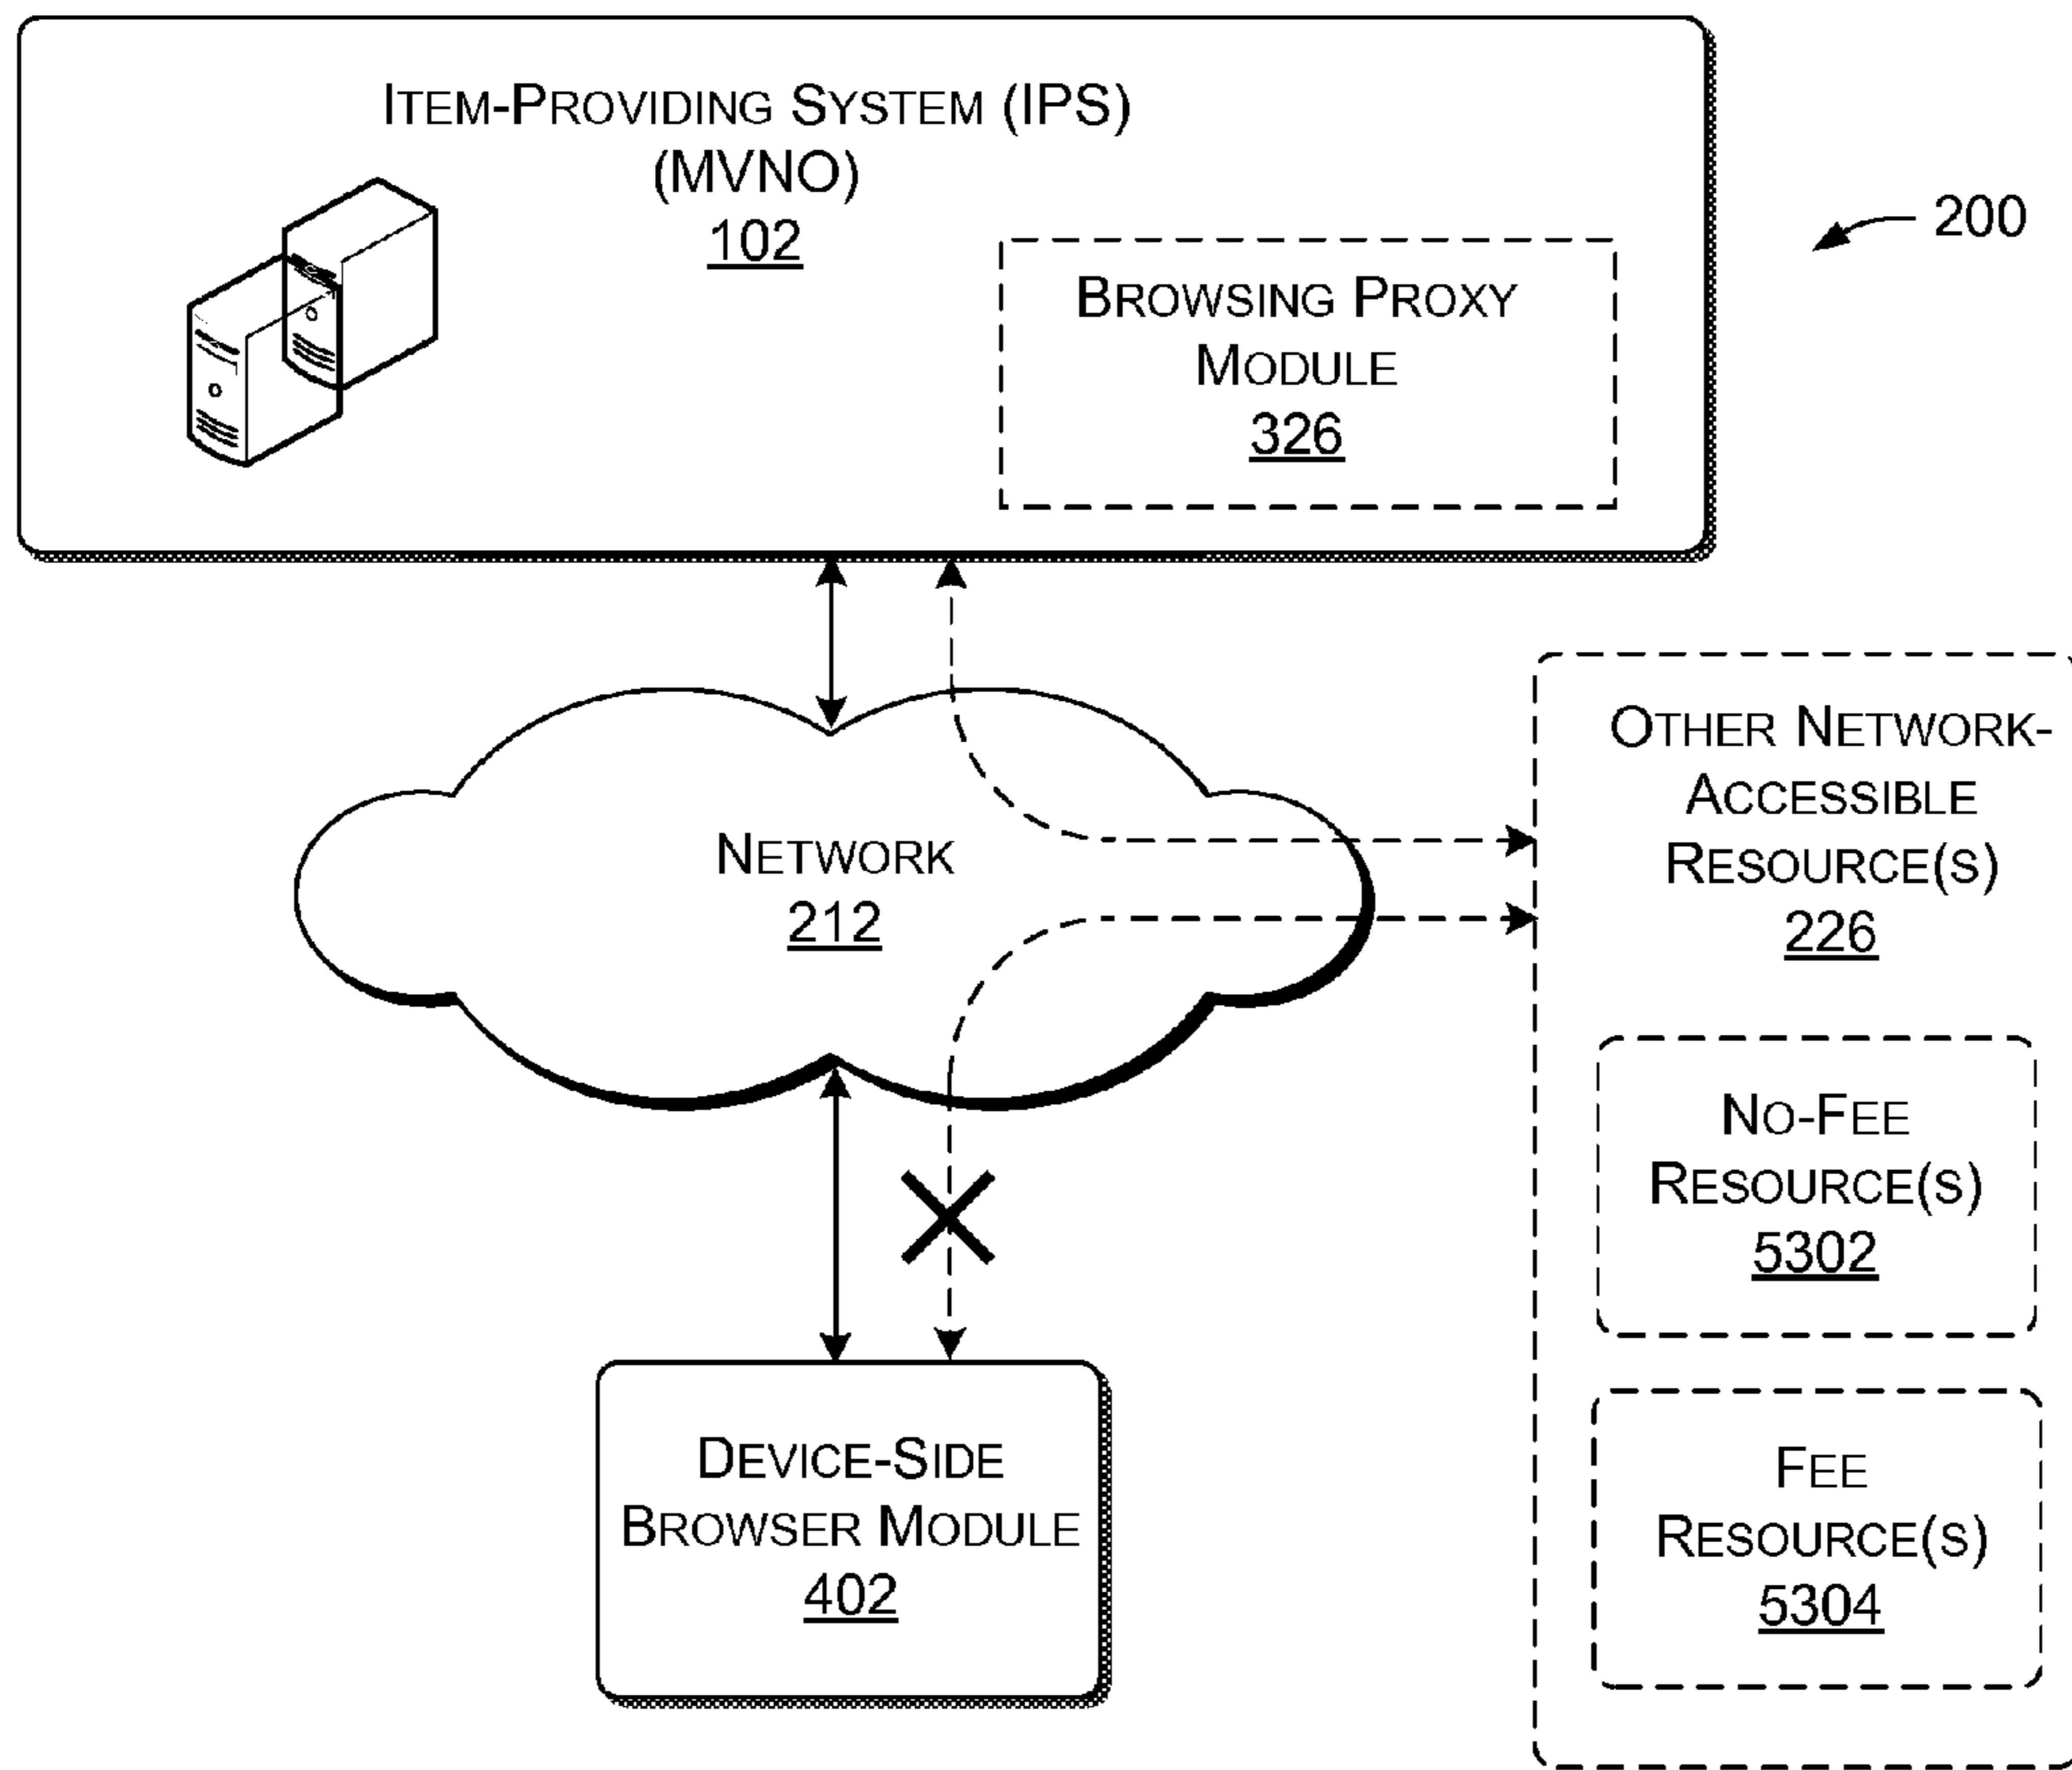 ITEM-PROVIDING SYSTEM (IPS)
(MVNO)
102
200
BROWSING PROXY
MODULE
326
OTHER NETWORK-
ACCESSIBLE
RESOURCE(S)
226
NETWORK
212
NO-FEE
RESOURCE(S)
5302
FEE
RESOURCE(S)
5304
DEVICE-SIDE
BROWSER MODULE
402